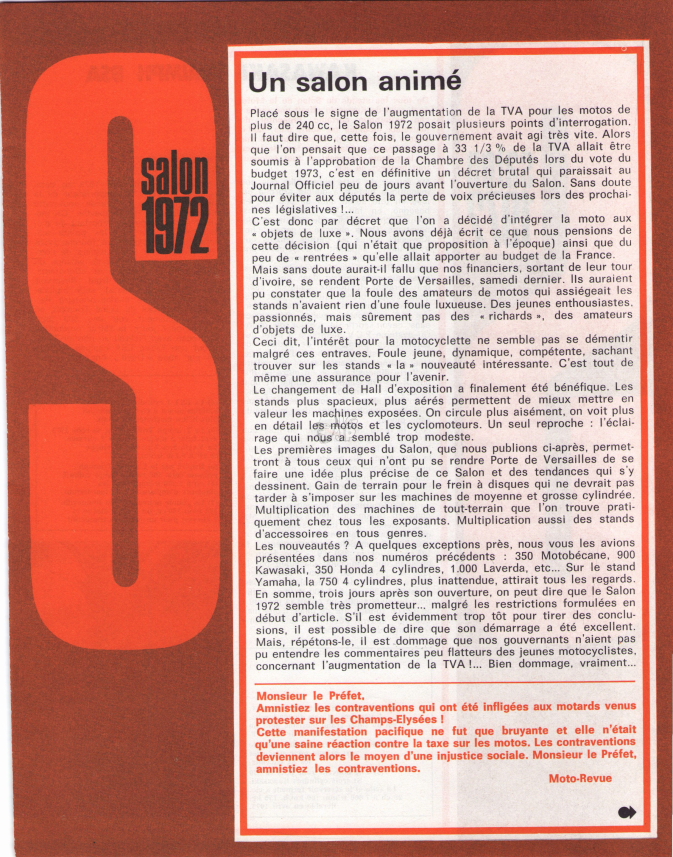 salon
1972
Un salon animé
Placé sous le signe de l'augmentation de la TVA pour les motos de
plus de 240 cc, le Salon 1972 posait plusieurs points d'interrogation.
Il faut dire que, cette fois, le gouvernement avait agi très vite. Alors
que l'on pensait que ce passage à 33 1/3 % de la TVA allait être
soumis à l'approbation de la Chambre des Députés lors du vote du
budget 1973, c'est en définitive un décret brutal qui paraissait au
Journal Officiel peu de jours avant l'ouverture du Salon. Sans doute
pour éviter aux députés la perte de voix précieuses lors des prochai-
nes législatives !...
C'est donc par décret que l'on a décidé d'intégrer la moto aux
« objets de luxe ». Nous avons déjà écrit ce que nous pensions de
cette décision (qui n'était que proposition à l'époque) ainsi que du
peu de « rentrées » qu'elle allait apporter au budget de la France.
Mais sans doute aurait-il fallu que nos financiers, sortant de leur tour
d'ivoire, se rendent Porte de Versailles, samedi dernier. Ils auraient
pu constater que la foule des amateurs de motos qui assiégeait les
stands n'avaient rien d'une foule luxueuse. Des jeunes enthousiastes,
passionnés, mais sûrement pas des « richards », des amateurs
d'objets de luxe.
Ceci dit, l'intérêt pour la motocyclette ne semble pas se démentir
malgré ces entraves. Foule jeune, dynamique, compétente, sachant
trouver sur les stands « la » nouveauté intéressante. C'est tout de
même une assurance pour l'avenir.
Le changement de Hall d'exposition a finalement été bénéfique. Les
stands plus spacieux, plus aérés permettent de mieux mettre en
valeur les machines exposées. On circule plus aisément, on voit plus
en détail les motos et les cyclomoteurs. Un seul reproche : l'éclai-
rage qui nous a semblé trop modeste.
Les premières images du Salon, que nous publions ci-après, permet-
tront à tous ceux qui n'ont pu se rendre Porte de Versailles de se
faire une idée plus précise de ce Salon et des tendances qui s'y
dessinent. Gain de terrain pour le frein à disques qui ne devrait pas
tarder à s'imposer sur les machines de moyenne et grosse cylindrée.
Multiplication des machines de tout-terrain que l'on trouve prati-
quement chez tous les exposants. Multiplication aussi des stands
d'accessoires en tous genres.
Les nouveautés ? A quelques exceptions près, nous vous les avions
présentées dans nos numéros précédents : 350 Motobécane, 900
Kawasaki, 350 Honda 4 cylindres, 1.000 Laverda, etc... Sur le stand
Yamaha, la 750 4 cylindres, plus inattendue, attirait tous les regards.
En somme, trois jours après son ouverture, on peut dire que le Salon
1972 semble très prometteur... malgré les restrictions formulées en
début d'article. S'il est évidemment trop tôt pour tirer des conclu-
sions, il est possible de dire que son démarrage a été excellent.
Mais, répétons-le, il est dommage que nos gouvernants n'aient pas
pu entendre les commentaires peu flatteurs des jeunes motocyclistes,
concernant l'augmentation de la TVA !... Bien dommage, vraiment...
Monsieur le Préfet,
Amnistiez les contraventions qui ont été infligées aux motards venus
protester sur les Champs-Elysées !
Cette manifestation pacifique ne fut que bruyante et elle n'était
qu'une saine réaction contre la taxe sur les motos. Les contraventions
deviennent alors le moyen d'une injustice sociale. Monsieur le Préfet,
amnistiez les contraventions.
Moto-Revue